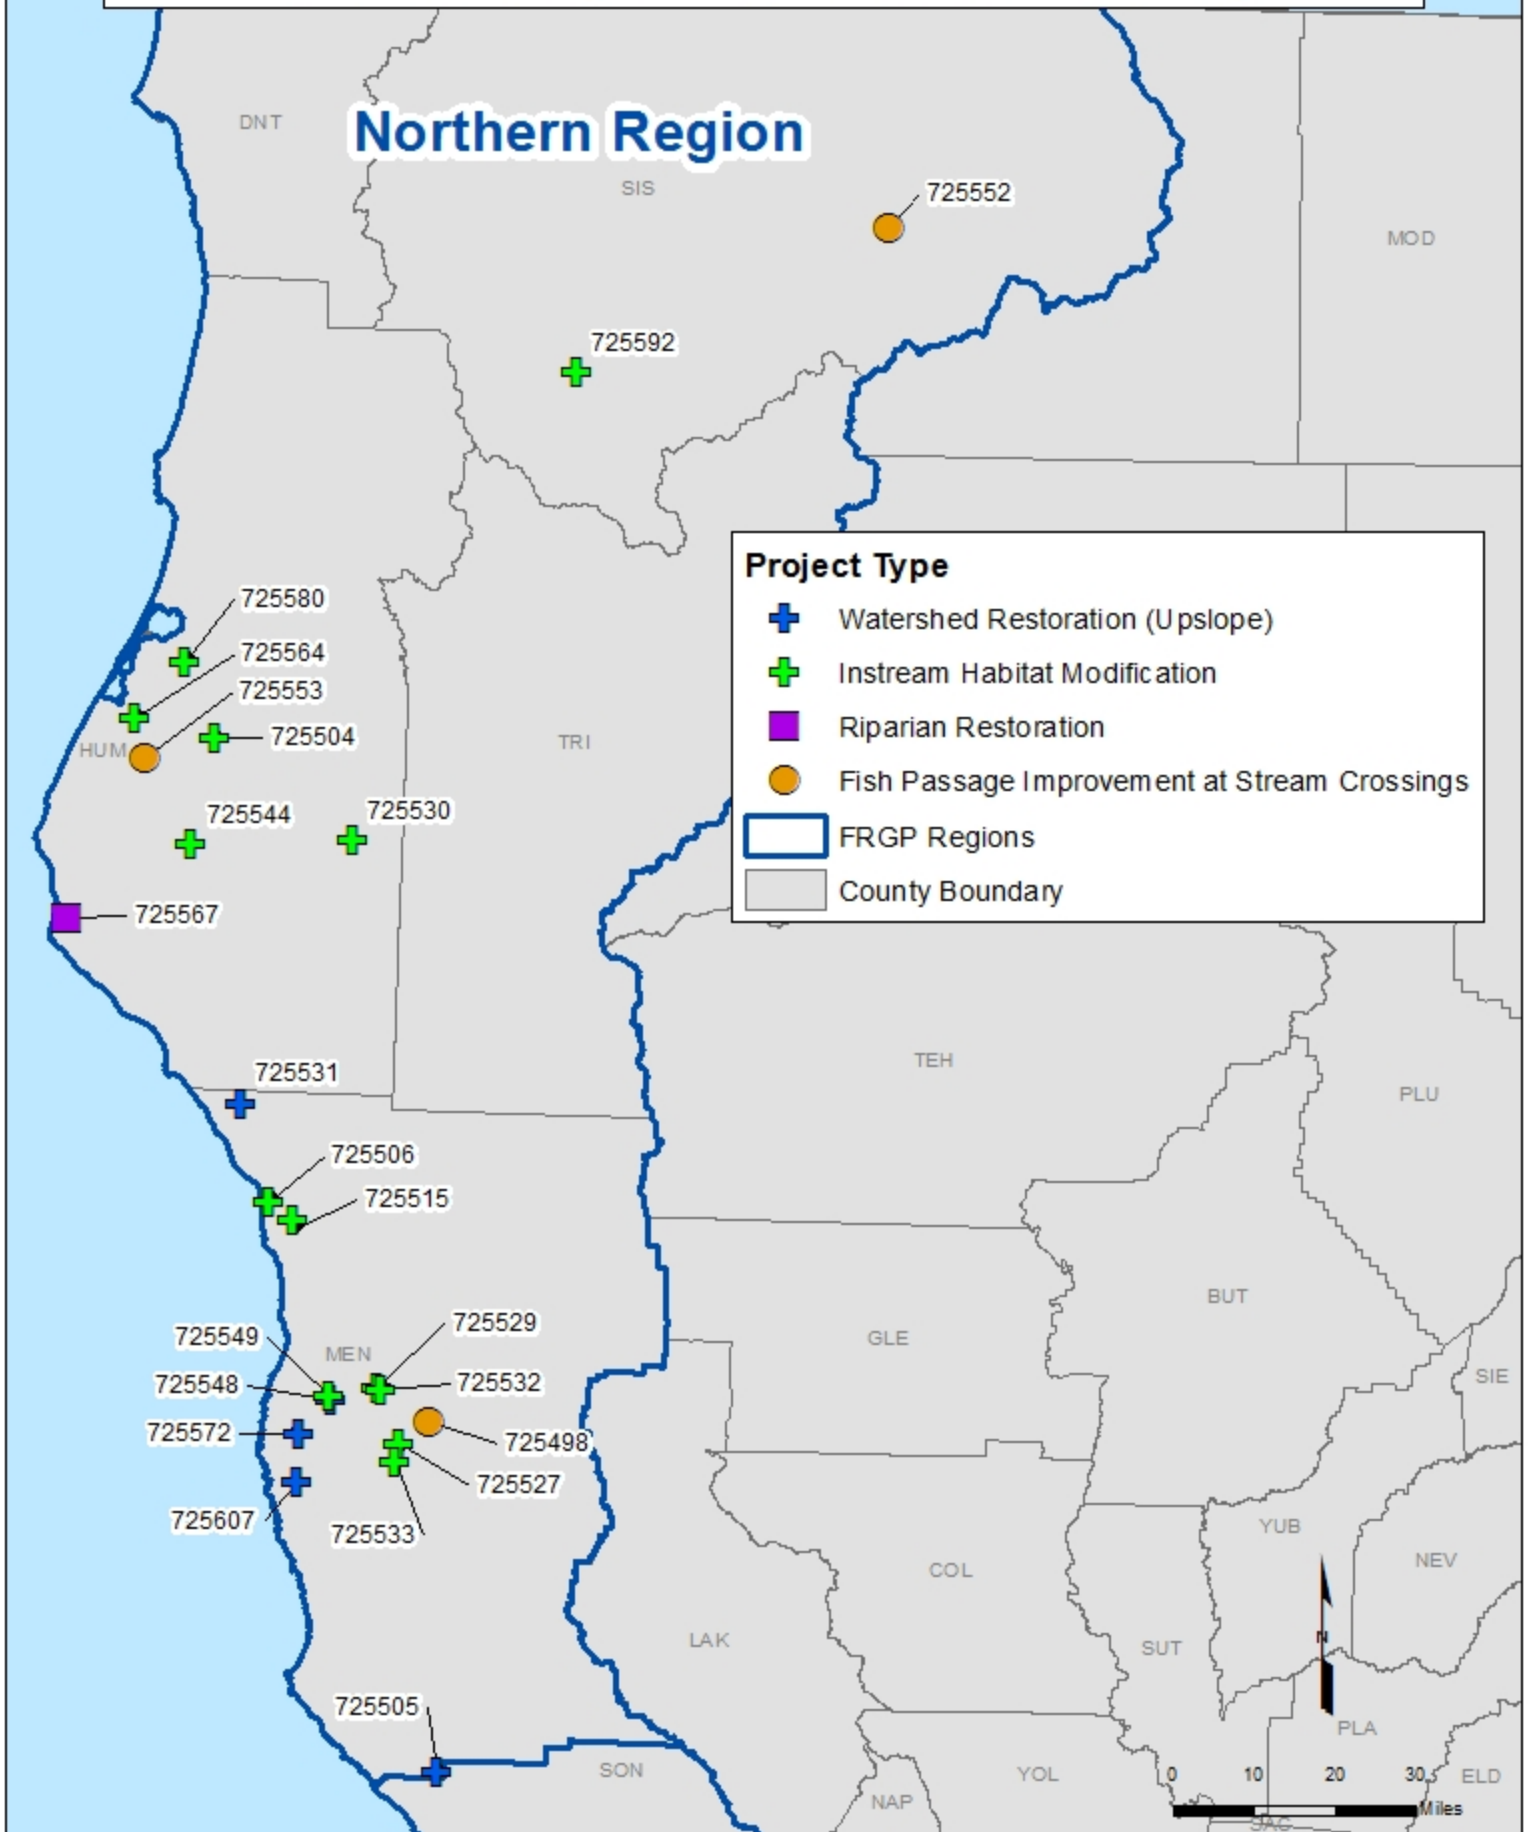 DNT
Northern Region
SIS
725552
MOD
725592
Project Type
Watershed Restoration (Upslope)
Instream Habitat Modification
Riparian Restoration
Fish Passage Improvement at Stream Crossings
FRGP Regions
County Boundary
725580
725564
725553
725504
HUM
TRI
725544
725530
725567
TEH
725531
PLU
725506
725515
BUT
725529
725549
MEN
GLE
725548
725532
SIE
725572
725498
725527
725607
725533
YUB
NEV
COL
LAK
SUT
N
725505
PLA
SON
YOL
0 10 20 30
ELD
NAP
Miles
SAC